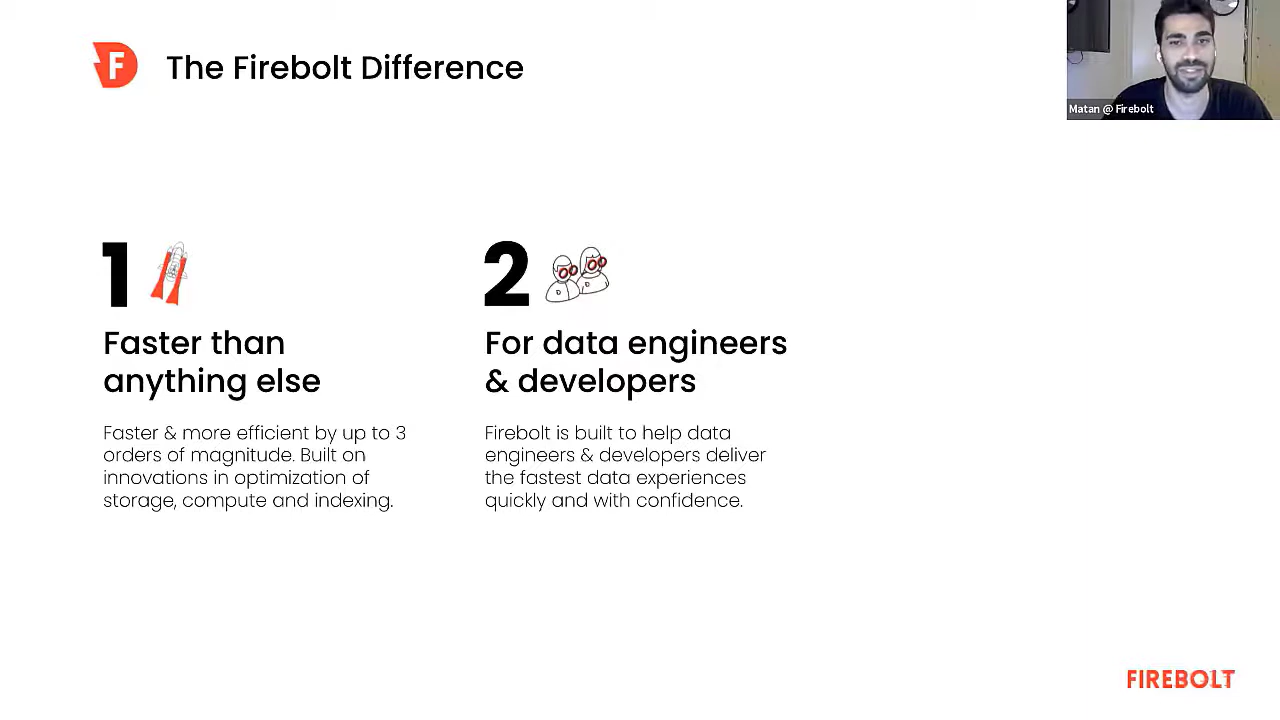 F
The Firebolt Difference
Matan @ Firebolt
1
Faster than
anything else
Faster & more efficient by up to 3
orders of magnitude. Built on
innovations in optimization of
storage, compute and indexing.
2
For data engineers
& developers
Firebolt is built to help data
engineers & developers deliver
the fastest data experiences
quickly and with confidence.
FIREBOLT